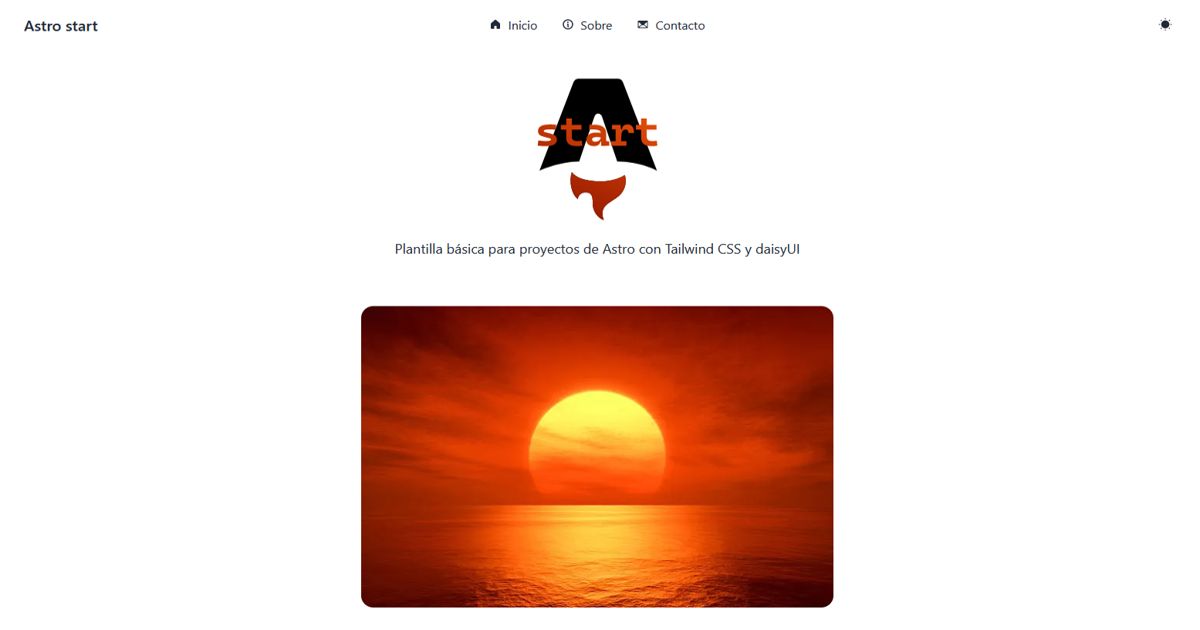 Astro start
Inicio
Sobre
Contacto
start
Plantilla básica para proyectos de Astro con Tailwind CSS y daisyUI